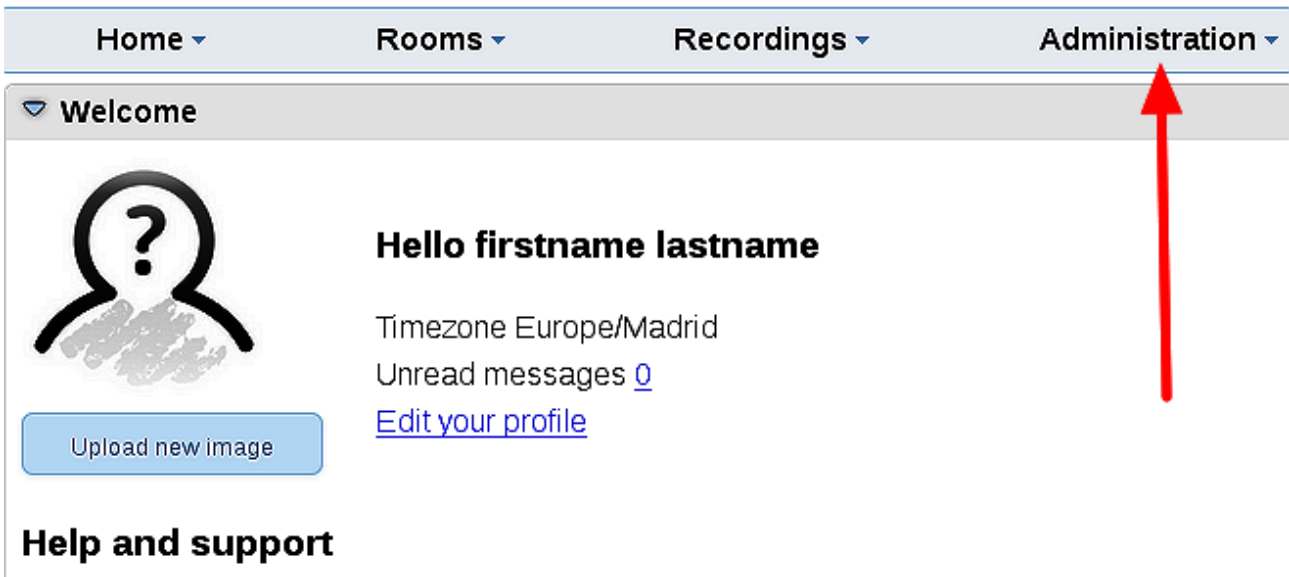 Home Rooms Recordings Administration
Welcome
?
Hello firstname lastname
Timezone Europe/Madrid
Unread messages 0
Edit your profile
Upload new image
Help and support